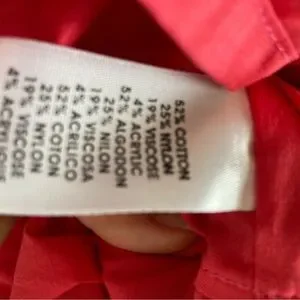 52% COTTON
25% NYLON
19% VISCOSE
4% ACRYLIC
52% ALGODON
25% NILON
19% VISCOSA
4% ACRILICO
52% COTON
25% NYLON
19% VISCOSE
4% ACRYLIQUE